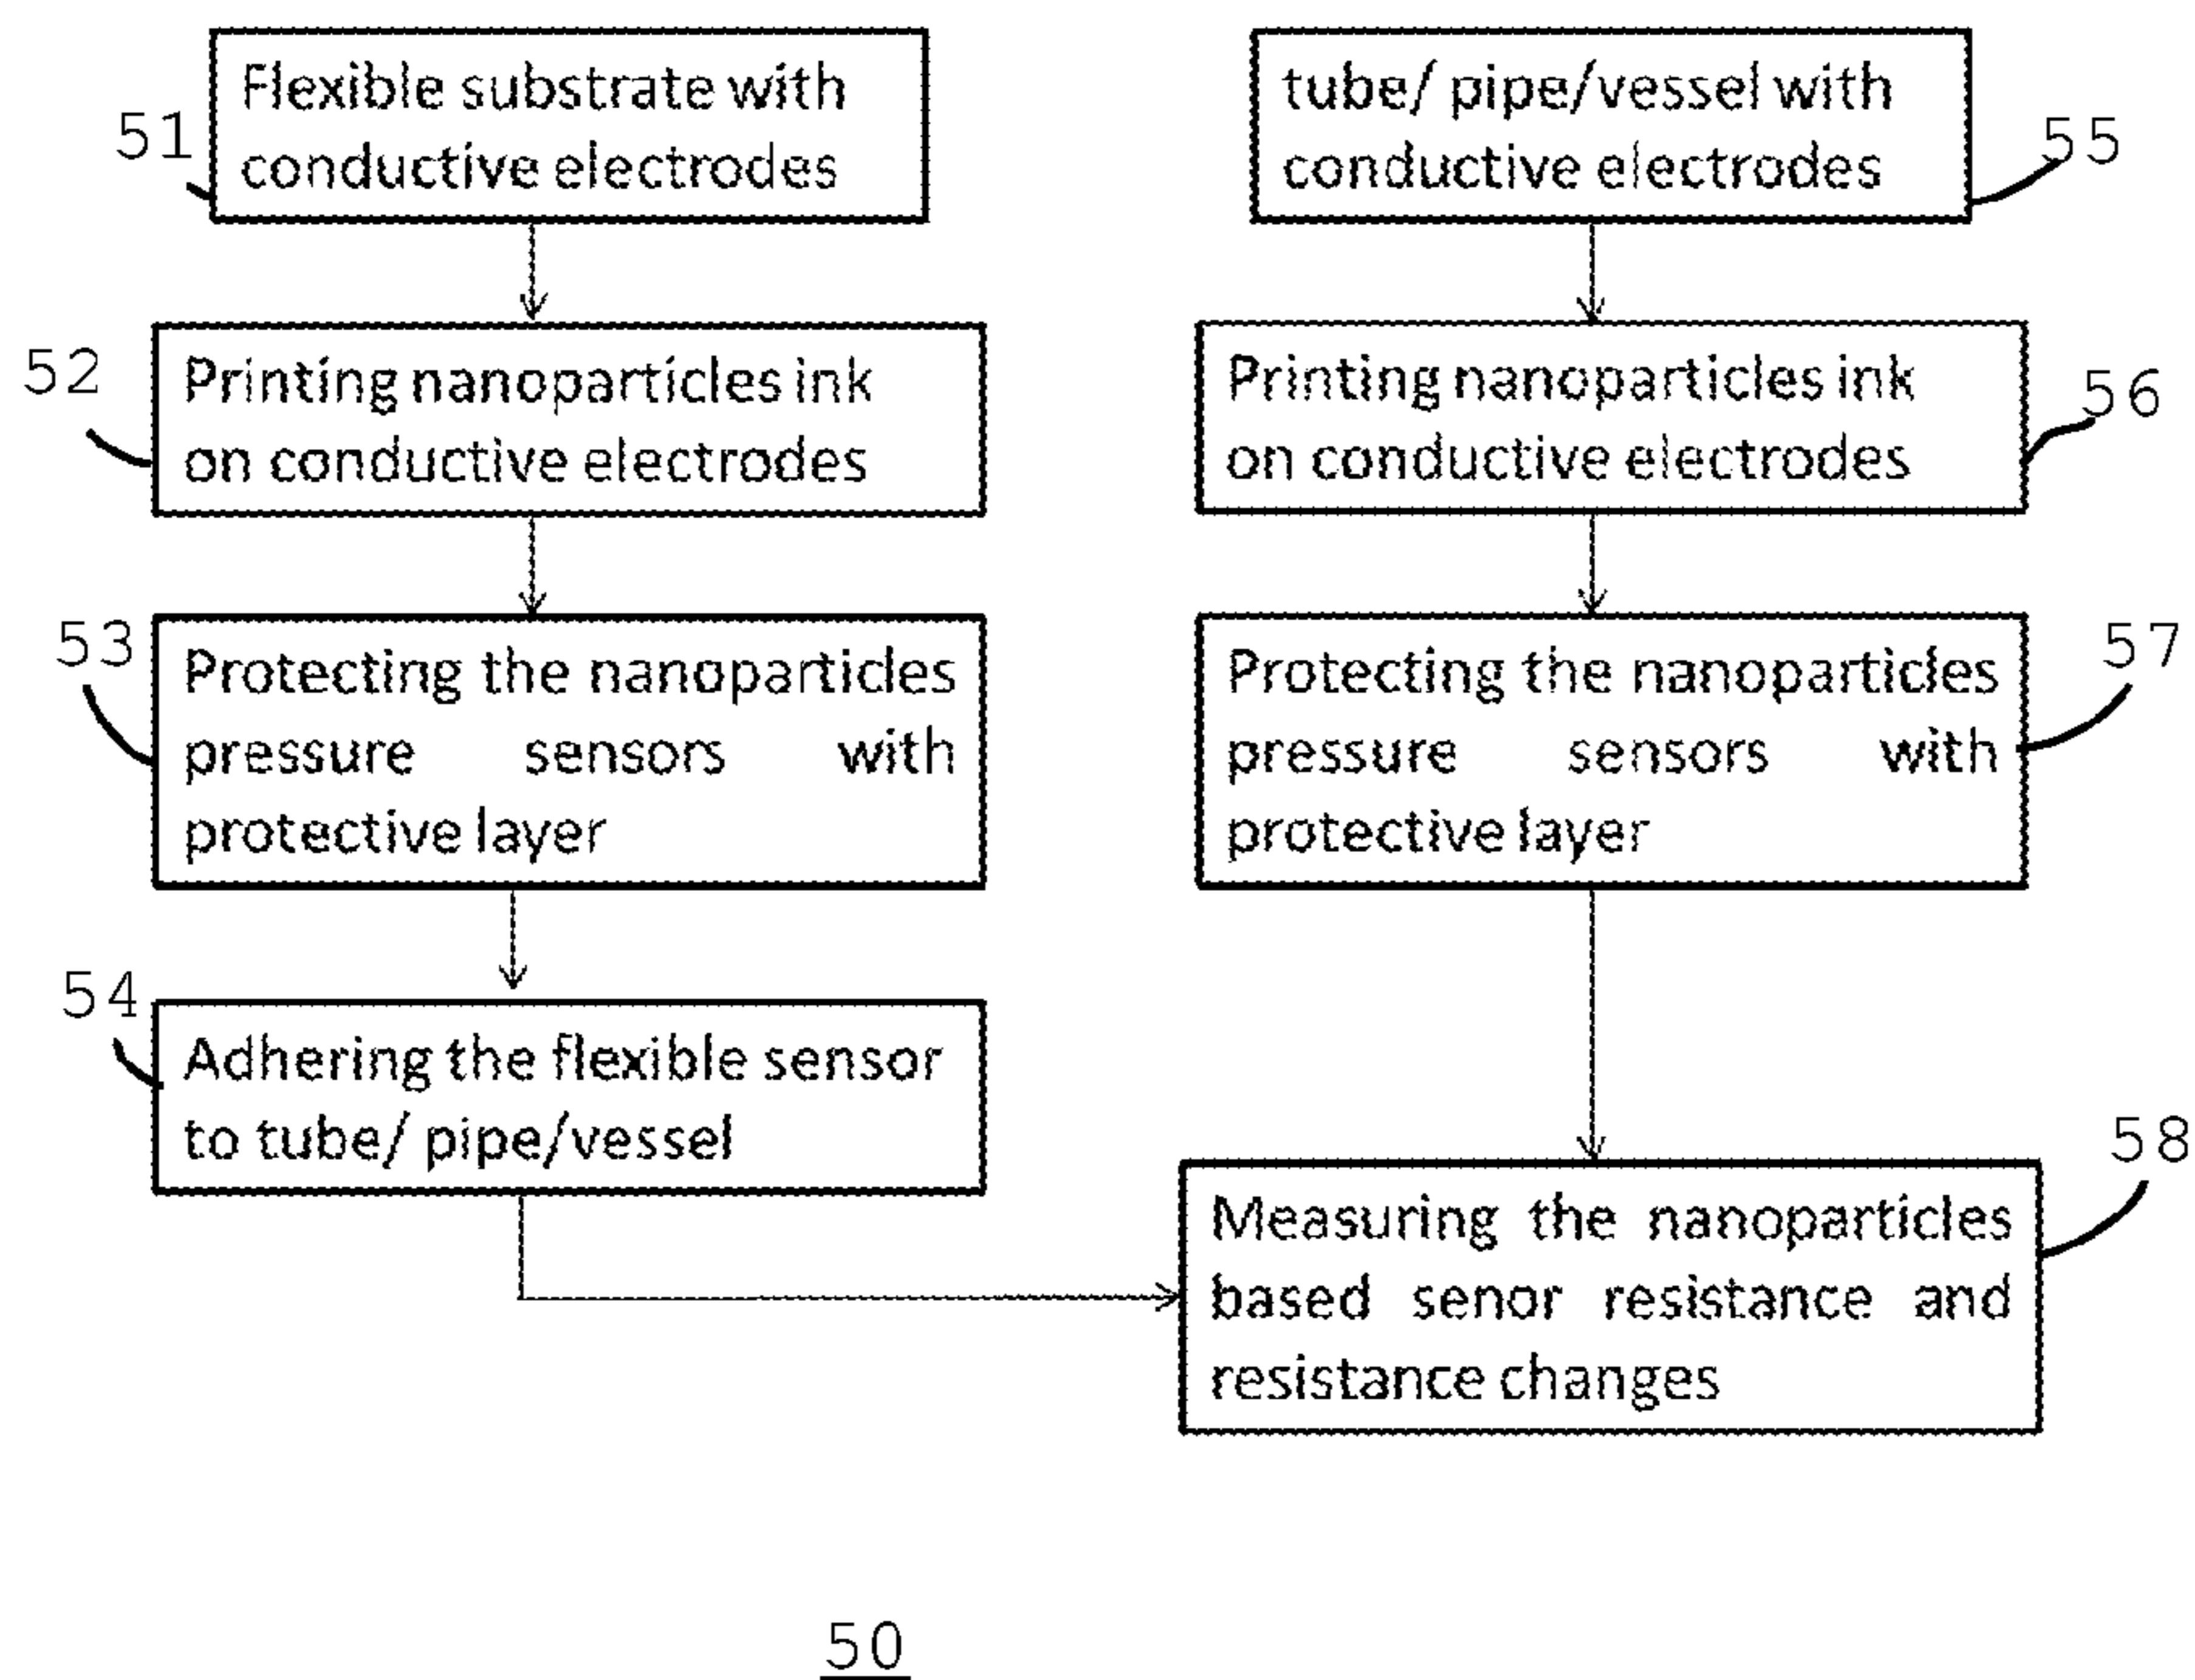 51
Flexible substrate with
conductive electrodes
52
Printing nanoparticles ink
on conductive electrodes
53
Protecting the nanoparticles
pressure sensors with
protective layer
54
Adhering the flexible sensor
to tube/ pipe/vessel
tube/ pipe/vessel with
conductive electrodes
55
Printing nanoparticles ink
on conductive electrodes
56
Protecting the nanoparticles
pressure sensors with
protective layer
57
Measuring the nanoparticles
based senor resistance and
resistance changes
58
50